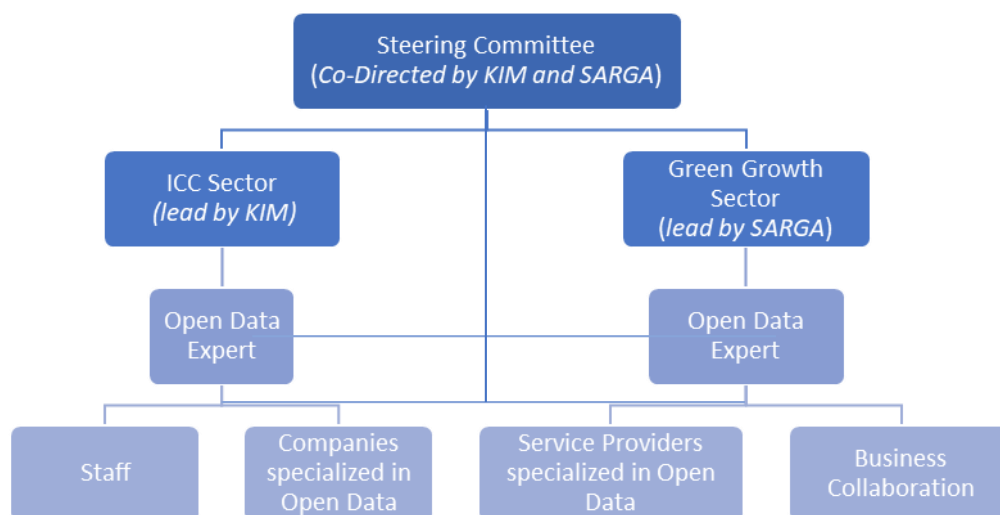 Steering Committee
(Co-Directed by KIM and SARGA)
ICC Sector
(lead by KIM)
Green Growth
Sector
(lead by SARGA)
Open Data
Expert
Open Data
Expert
Staff
Companies
specialized in
Open Data
Service Providers
specialized in Open
Data
Business
Collaboration